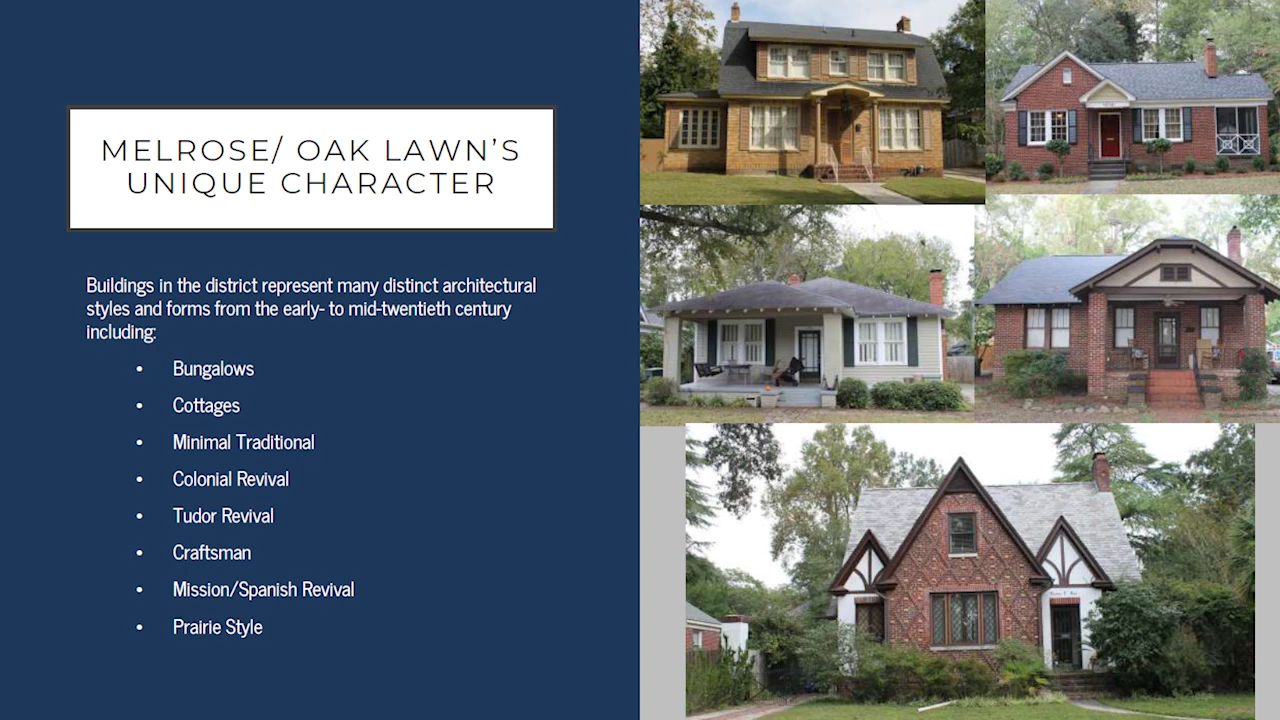 MELROSE/ OAK LAWN’S
UNIQUE CHARACTER
Buildings in the district represent many distinct architectural
styles and forms from the early- to mid-twentieth century
including:
• Bungalows
• Cottages
• Minimal Traditional
• Colonial Revival
• Tudor Revival
• Craftsman
• Mission/Spanish Revival
• Prairie Style